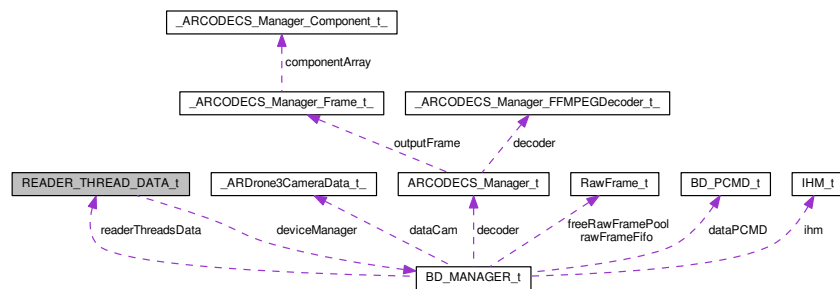 _ARCODECS_Manager_Component_t_
componentArray
_ARCODECS_Manager_Frame_t_
_ARCODECS_Manager_FFMPEGDecoder_t_
outputFrame
decoder
READER_THREAD_DATA_t
_ARDrone3CameraData_t_
ARCODECS_Manager_t
RawFrame_t
BD_PCMD_t
IHM_t
readerThreadsData
deviceManager
dataCam
decoder
freeRawFramePool
rawFrameFifo
dataPCMD
ihm
BD_MANAGER_t